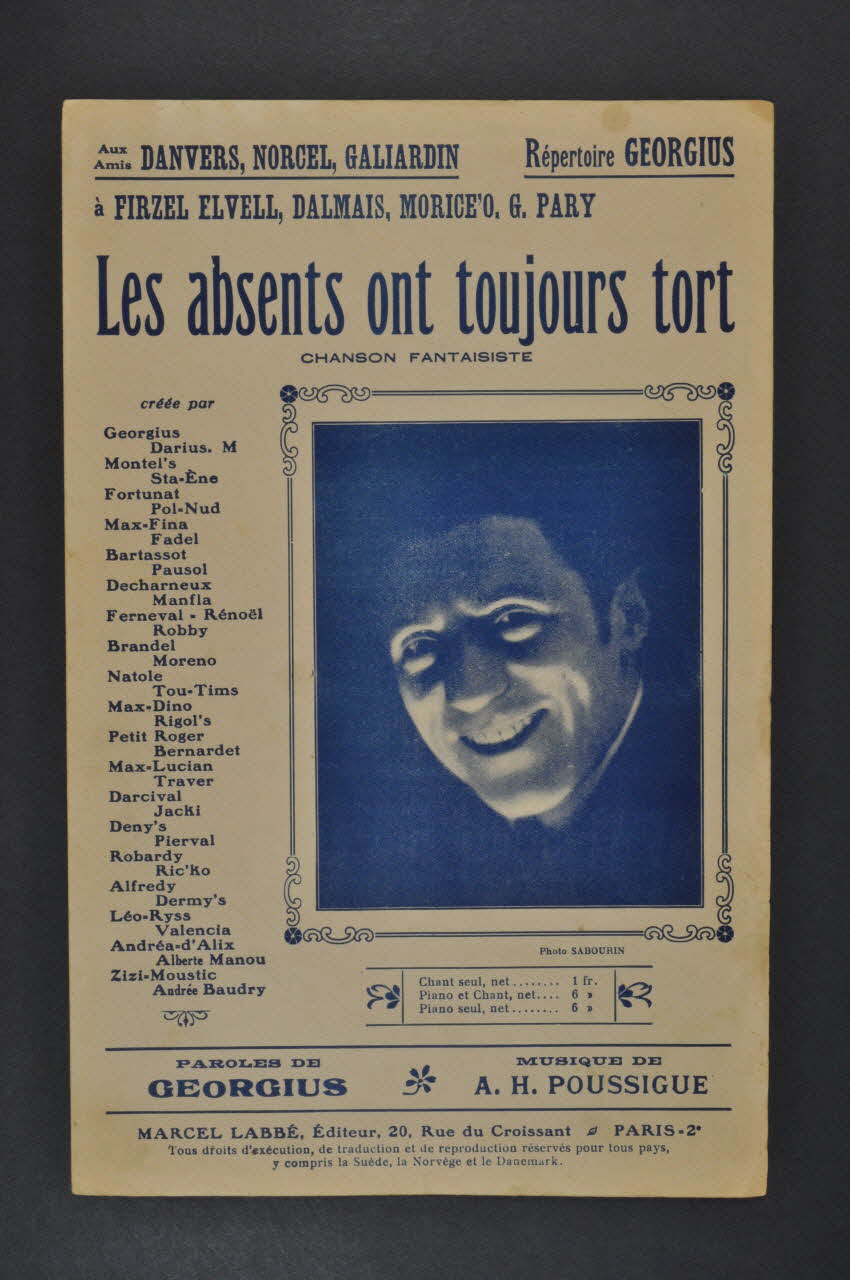 Aux Amis DANVERS, NORCEL, GALIARDIN
Répertoire GEORGIUS
à FIRZEL ELVELL, DALMAIS, MORICE'O. G. PARY
Les absents ont toujours tort
CHANSON FANTAISISTE
créée par
Georgius
Darius. M
Montel's
Sta-Ène
Fortunat
Pol-Nud
Max-Fina
Fadel
Bartassot
Pausol
Decharneux
Manfla
Ferneval - Rénoël
Robby
Brandel
Moreno
Natole
Tou-Tims
Max-Dino
Rigol's
Petit Roger
Bernardet
Max-Lucian
Traver
Darcival
Jacki
Deny's
Pierval
Robardy
Ric'ko
Alfredy
Dermy's
Léo-Ryss
Valencia
Andréa-d'Alix
Alberte Manou
Zizi-Moustic
Andrée Baudry
Photo SABOURIN
Chant seul, net........ 1 fr.
Piano et Chant, net.... 6 »
Piano seul, net........ 6 »
PAROLES DE
GEORGIUS
MUSIQUE DE
A. H. POUSSIGUE
MARCEL LABBÉ, Éditeur, 20, Rue du Croissant PARIS-2e
Tous droits d'exécution, de traduction et de reproduction réservés pour tous pays,
y compris la Suède, la Norvège et le Danemark.